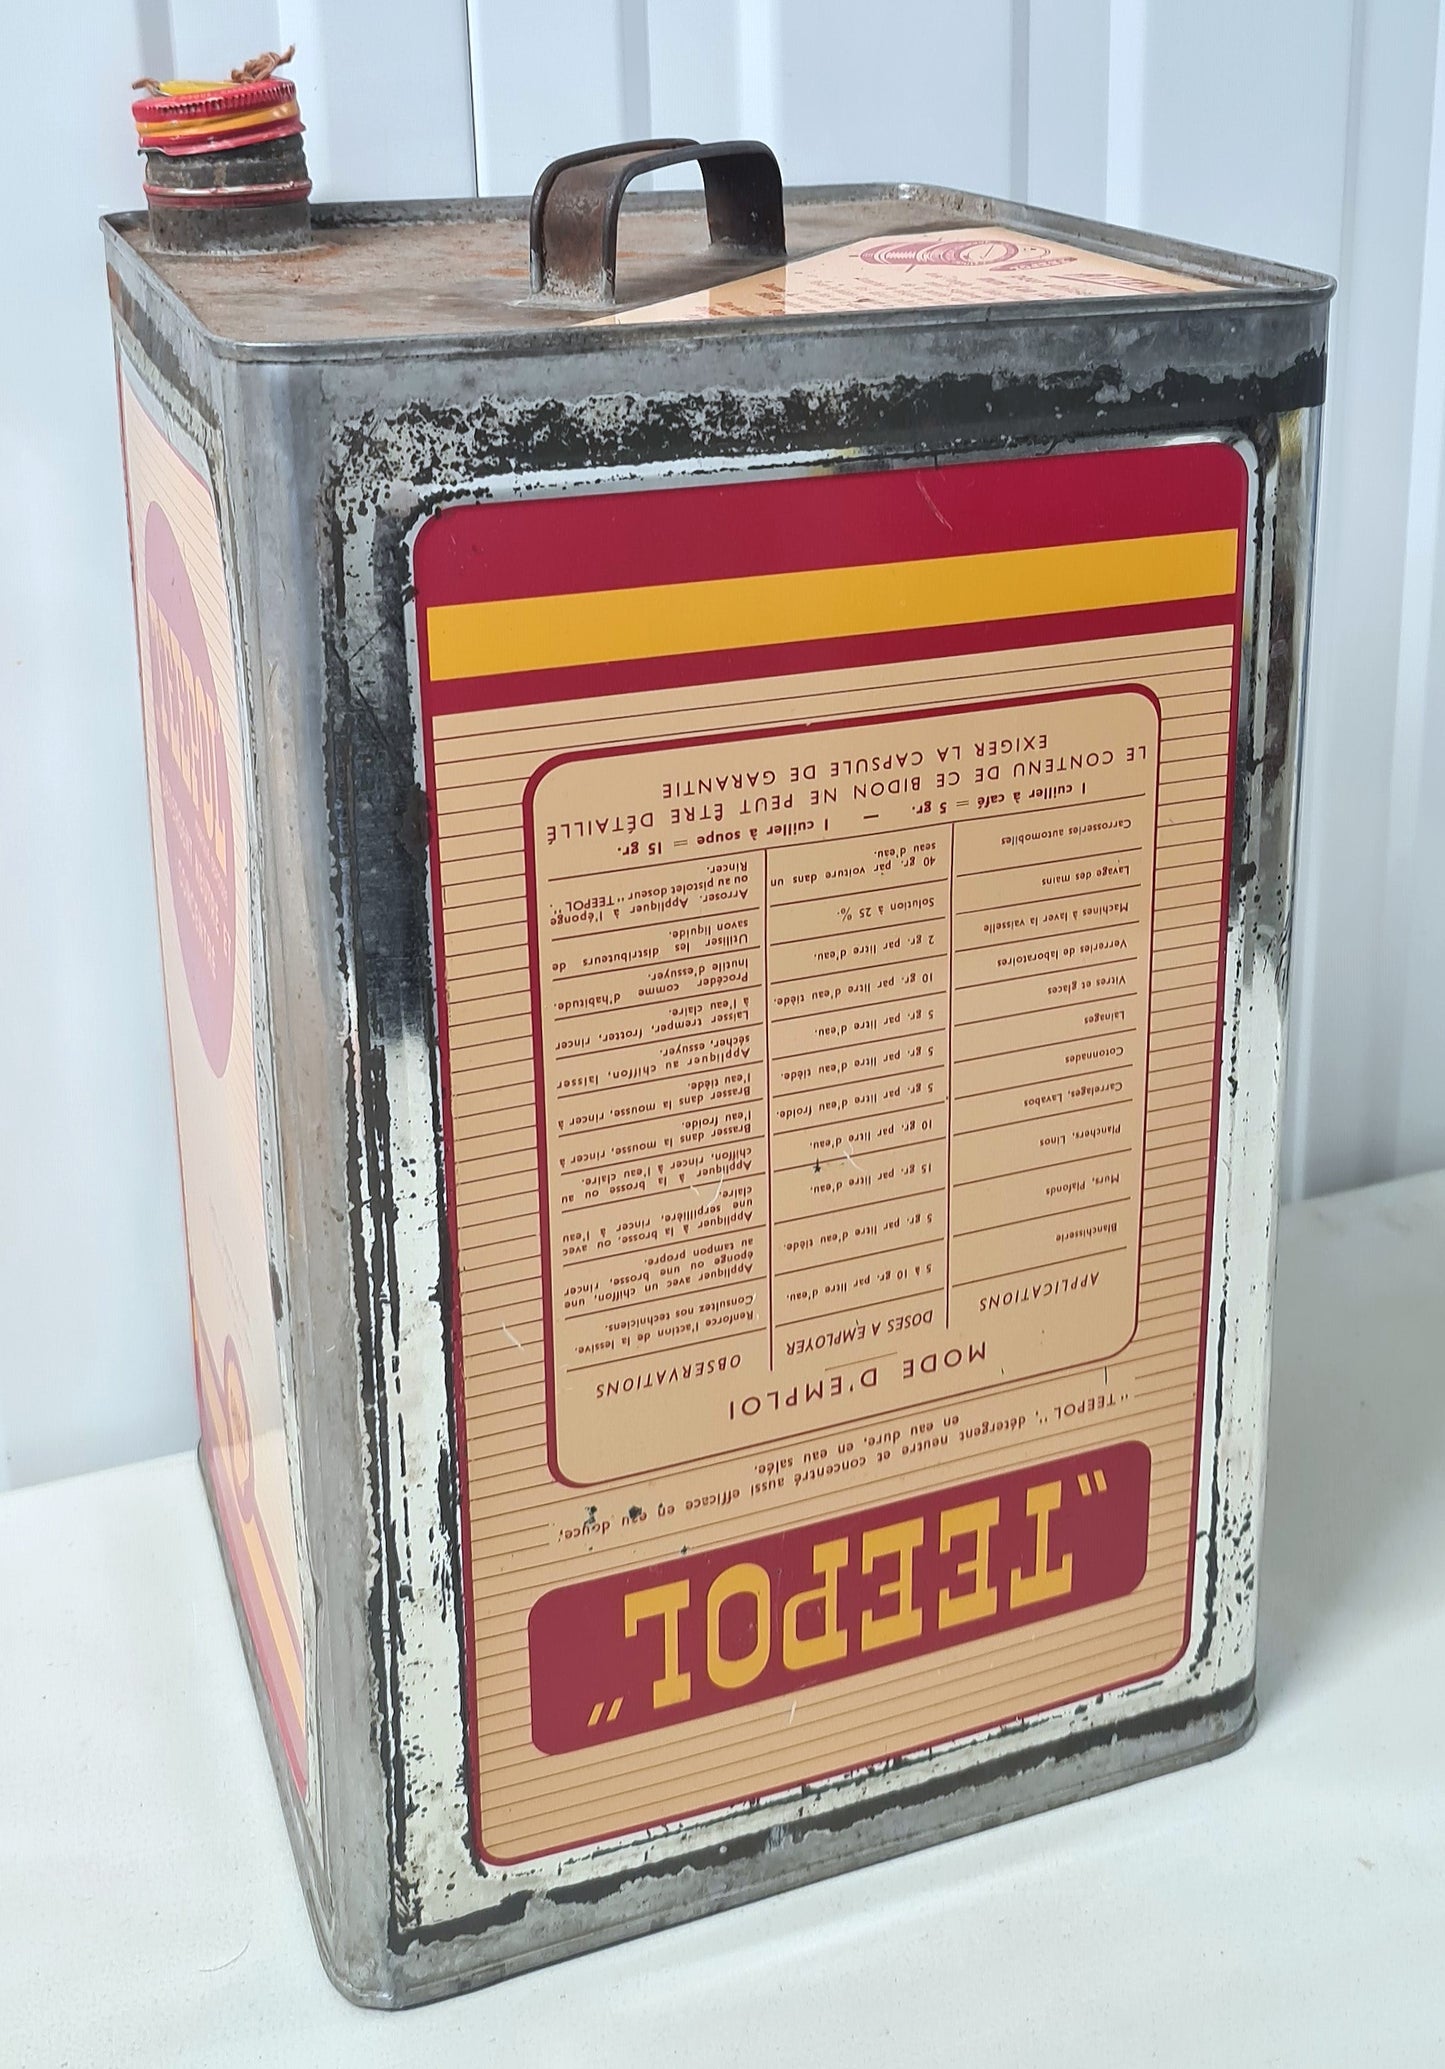 "TEEPOL"
"TEEPOL", détergent neutre et concentré aussi efficace en eau douce,
en eau dure, en eau salée.
MODE D'EMPLOI
APPLICATIONS
DOSES A EMPLOYER
OBSERVATIONS
Blanchisserie
5 à 10 gr. par litre d'eau.
Renforce l'action de la lessive.
Consultez nos techniciens.
Murs, Plafonds
5 gr. par litre d'eau tiède.
Appliquer avec un chiffon, une
éponge ou une brosse, rincer
au tampon propre.
Planchers, Linos
15 gr. par litre d'eau.
Appliquer à la brosse, ou avec
une serpillière, rincer à l'eau
claire.
Carrelages, Lavabos
10 gr. par litre d'eau.
Appliquer à la brosse ou au
chiffon, rincer à l'eau claire.
Cotonnades
5 gr. par litre d'eau froide.
Brasser dans la mousse, rincer à
l'eau froide.
Lainages
5 gr. par litre d'eau tiède.
Brasser dans la mousse, rincer à
l'eau tiède.
Vitres et glaces
5 gr. par litre d'eau.
Appliquer au chiffon, laisser
sécher, essuyer.
Verreries de laboratoires
10 gr. par litre d'eau tiède.
Laisser tremper, frotter, rincer
à l'eau claire.
Machines à laver la vaisselle
2 gr. par litre d'eau.
Procéder comme d'habitude.
Inutile d'essuyer.
Lavage des mains
Solution à 25 %.
Utiliser les distributeurs de
savon liquide.
Carrosseries automobiles
40 gr. par voiture dans un
seau d'eau.
Arroser. Appliquer à l'éponge
ou au pistolet doseur "TEEPOL".
Rincer.
1 cuiller à café = 5 gr. — 1 cuiller à soupe = 15 gr.
LE CONTENU DE CE BIDON NE PEUT ÊTRE DÉTAILLÉ
EXIGER LA CAPSULE DE GARANTIE
TEEPOL